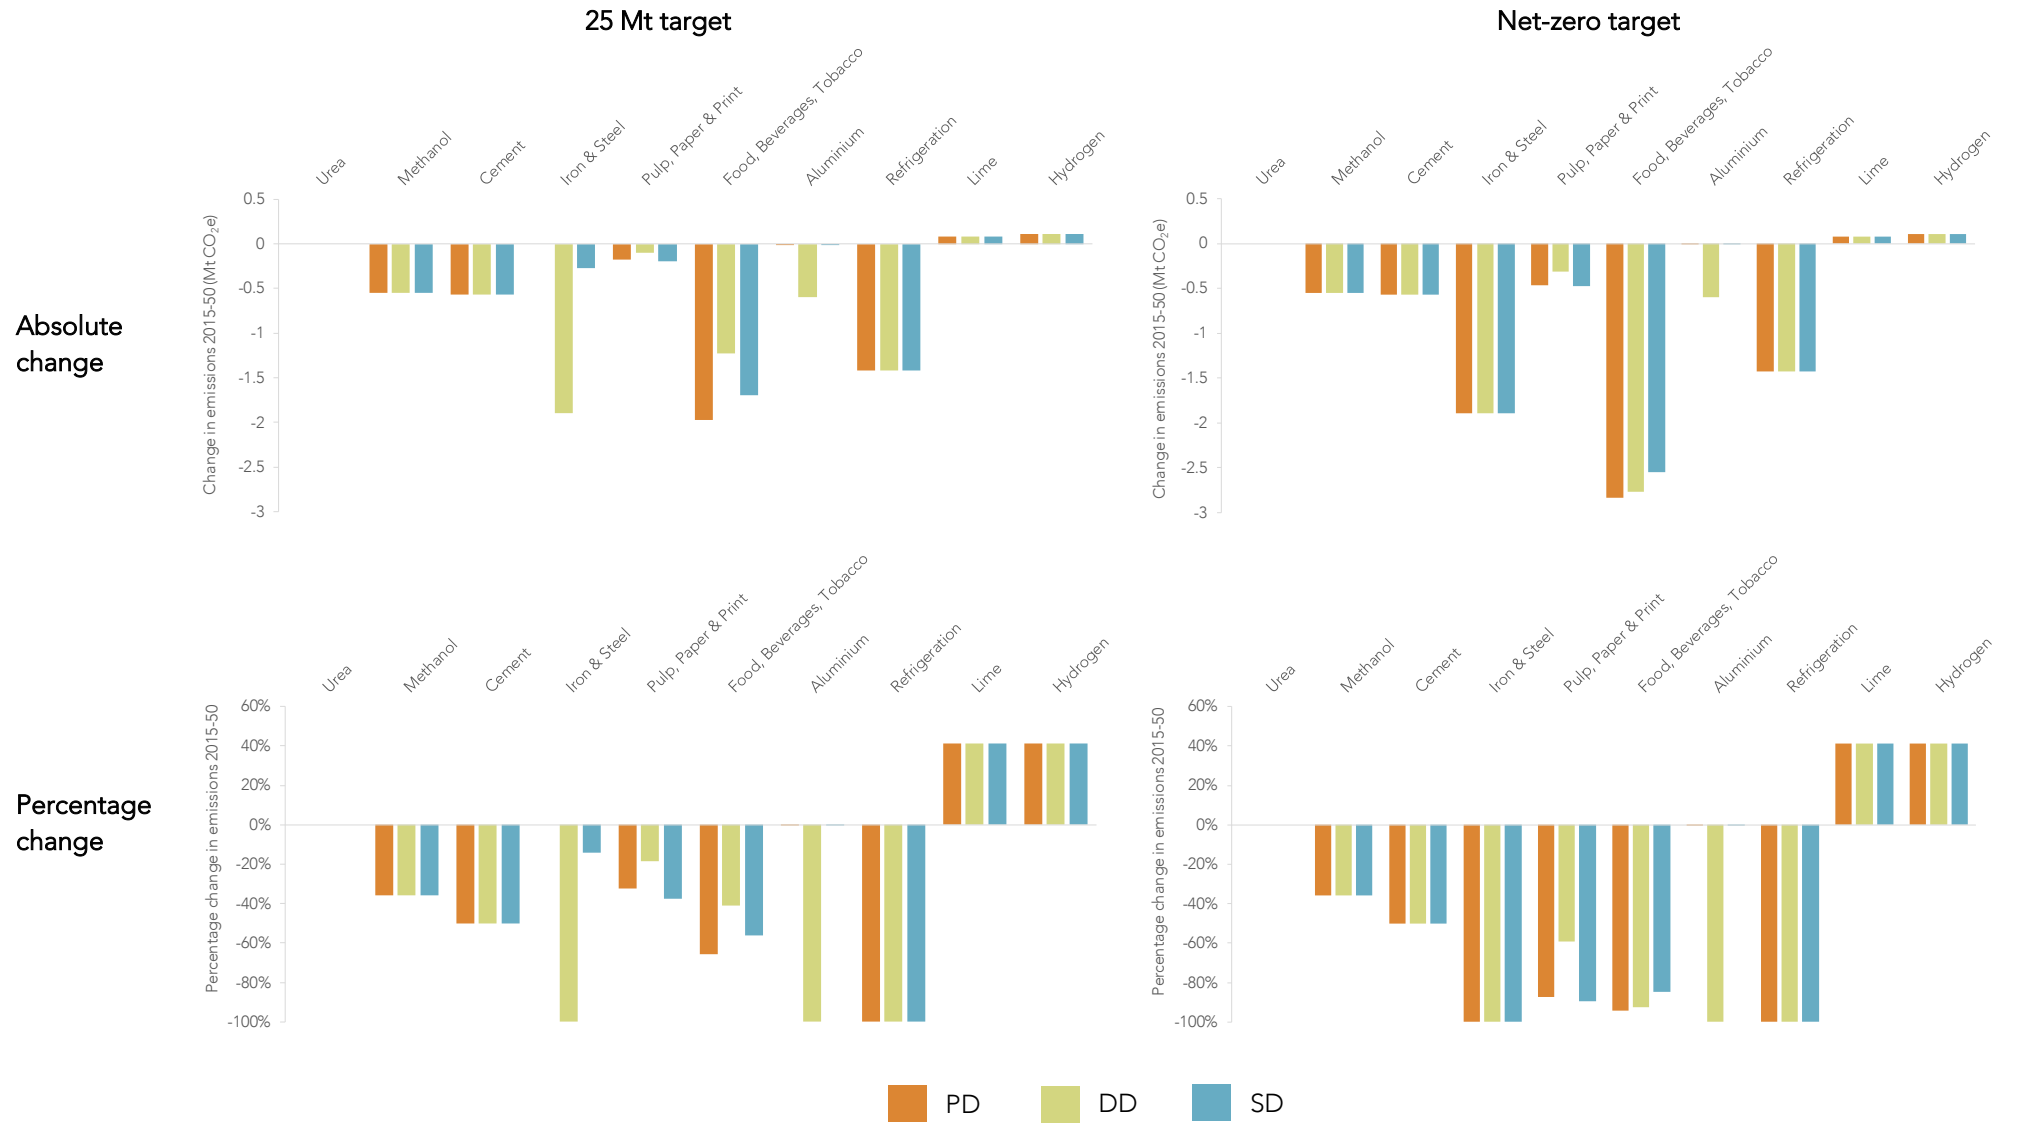 25 Mt target
Net-zero target
Absolute
change
Urea
Methanol
Cement
Iron & Steel
Pulp, Paper & Print
Food, Beverages, Tobacco
Aluminium
Refrigeration
Lime
Hydrogen
Change in emissions 2015-50 (Mt CO₂e)
0.5
0
-0.5
-1
-1.5
-2
-2.5
-3
Urea
Methanol
Cement
Iron & Steel
Pulp, Paper & Print
Food, Beverages, Tobacco
Aluminium
Refrigeration
Lime
Hydrogen
Change in emissions 2015-50 (Mt CO₂e)
0.5
0
-0.5
-1
-1.5
-2
-2.5
-3
Percentage
change
Urea
Methanol
Cement
Iron & Steel
Pulp, Paper & Print
Food, Beverages, Tobacco
Aluminium
Refrigeration
Lime
Hydrogen
Percentage change in emissions 2015-50
60%
40%
20%
0%
-20%
-40%
-60%
-80%
-100%
Urea
Methanol
Cement
Iron & Steel
Pulp, Paper & Print
Food, Beverages, Tobacco
Aluminium
Refrigeration
Lime
Hydrogen
Percentage change in emissions 2015-50
60%
40%
20%
0%
-20%
-40%
-60%
-80%
-100%
PD
DD
SD